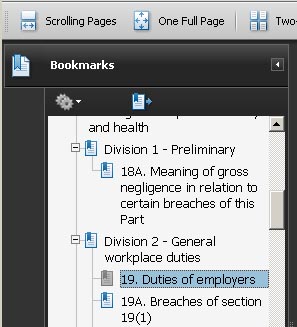 Scrolling Pages One Full Page Two-
Bookmarks
and health
Division 1 - Preliminary
18A. Meaning of gross
negligence in relation to
certain breaches of this
Part
Division 2 - General
workplace duties
19. Duties of employers
19A. Breaches of section
19(1)